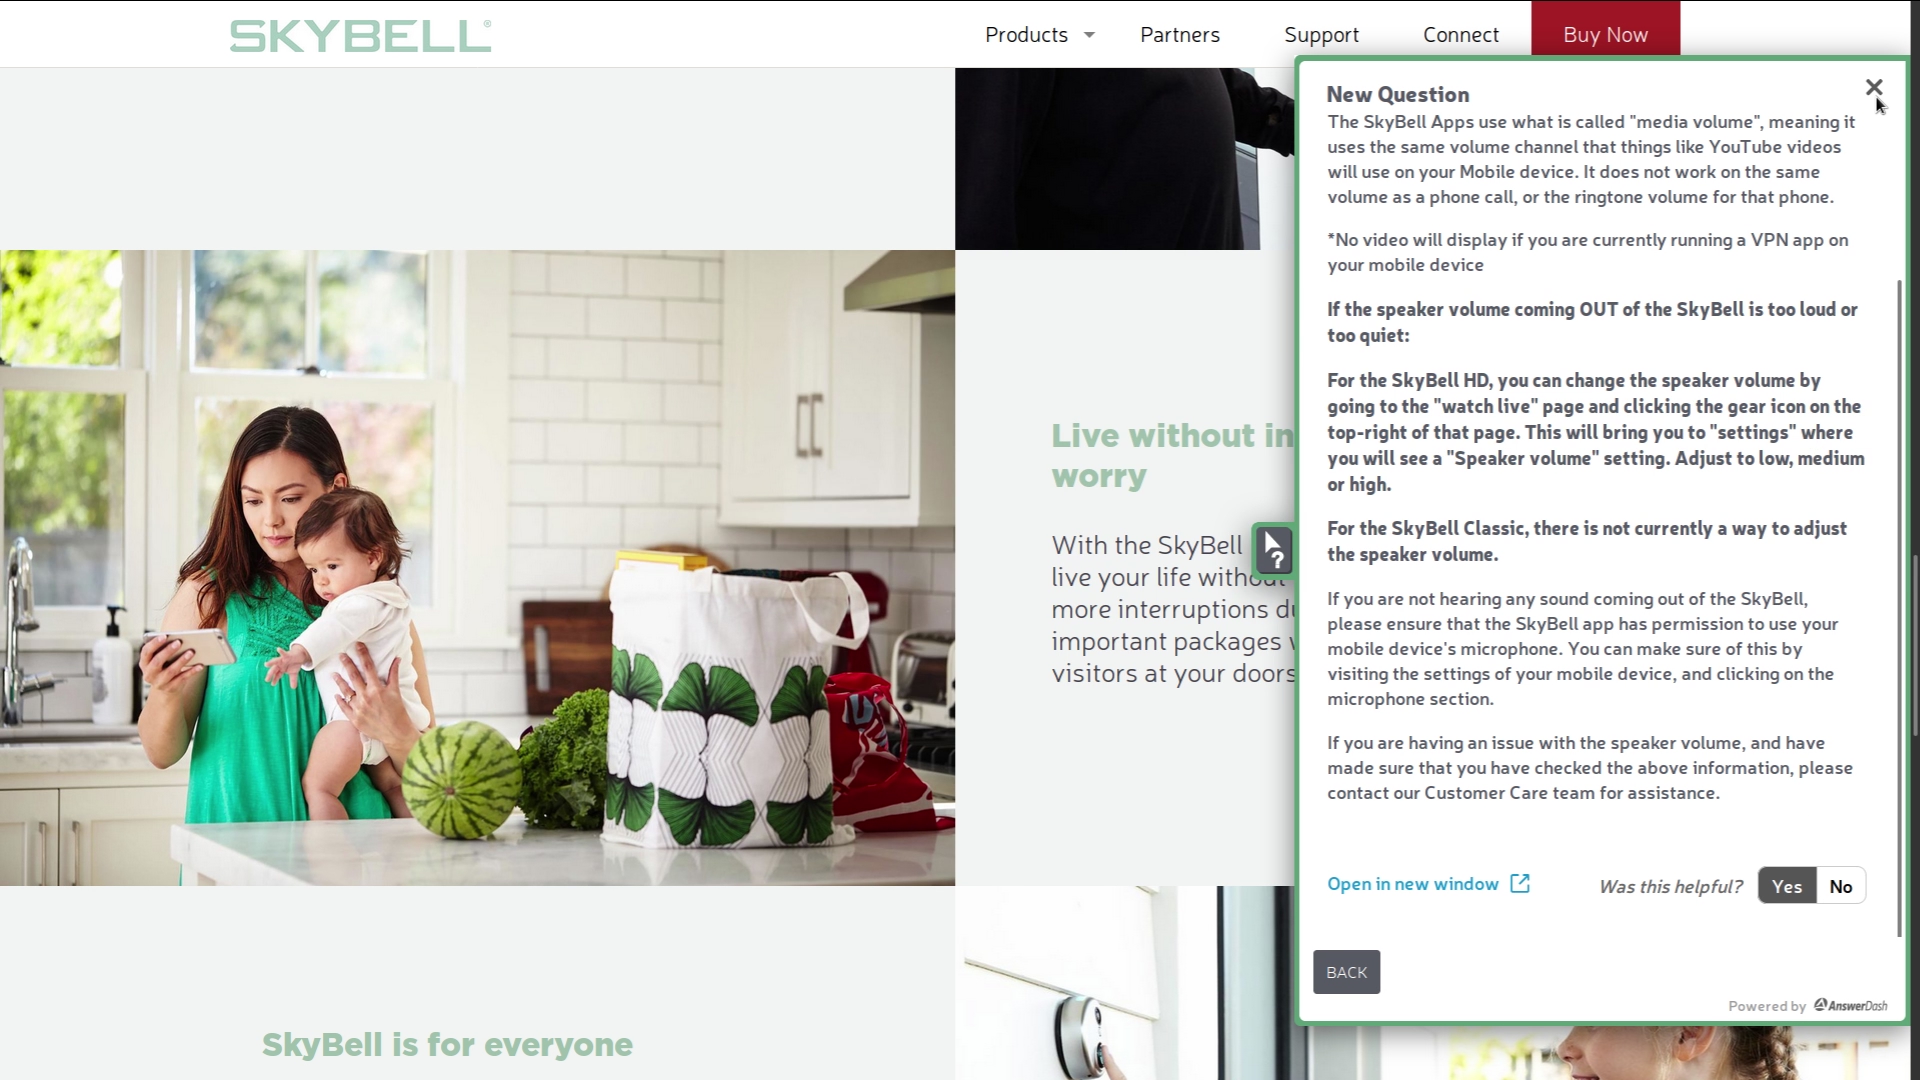 SKYBELL®
Products
Partners
Support
Connect
Buy Now
New Question
The SkyBell Apps use what is called "media volume", meaning it
uses the same volume channel that things like YouTube videos
will use on your Mobile device. It does not work on the same
volume as a phone call, or the ringtone volume for that phone.
*No video will display if you are currently running a VPN app on
your mobile device
If the speaker volume coming OUT of the SkyBell is too loud or
too quiet:
For the SkyBell HD, you can change the speaker volume by
going to the "watch live" page and clicking the gear icon on the
top-right of that page. This will bring you to "settings" where
you will see a "Speaker volume" setting. Adjust to low, medium
or high.
For the SkyBell Classic, there is not currently a way to adjust
the speaker volume.
If you are not hearing any sound coming out of the SkyBell,
please ensure that the SkyBell app has permission to use your
mobile device's microphone. You can make sure of this by
visiting the settings of your mobile device, and clicking on the
microphone section.
If you are having an issue with the speaker volume, and have
made sure that you have checked the above information, please
contact our Customer Care team for assistance.
Open in new window
Was this helpful?
Yes
No
BACK
Powered by AnswerDash
Live without in
worry
With the SkyBell
live your life without
more interruptions
important packages
visitors at your doors
SkyBell is for everyone